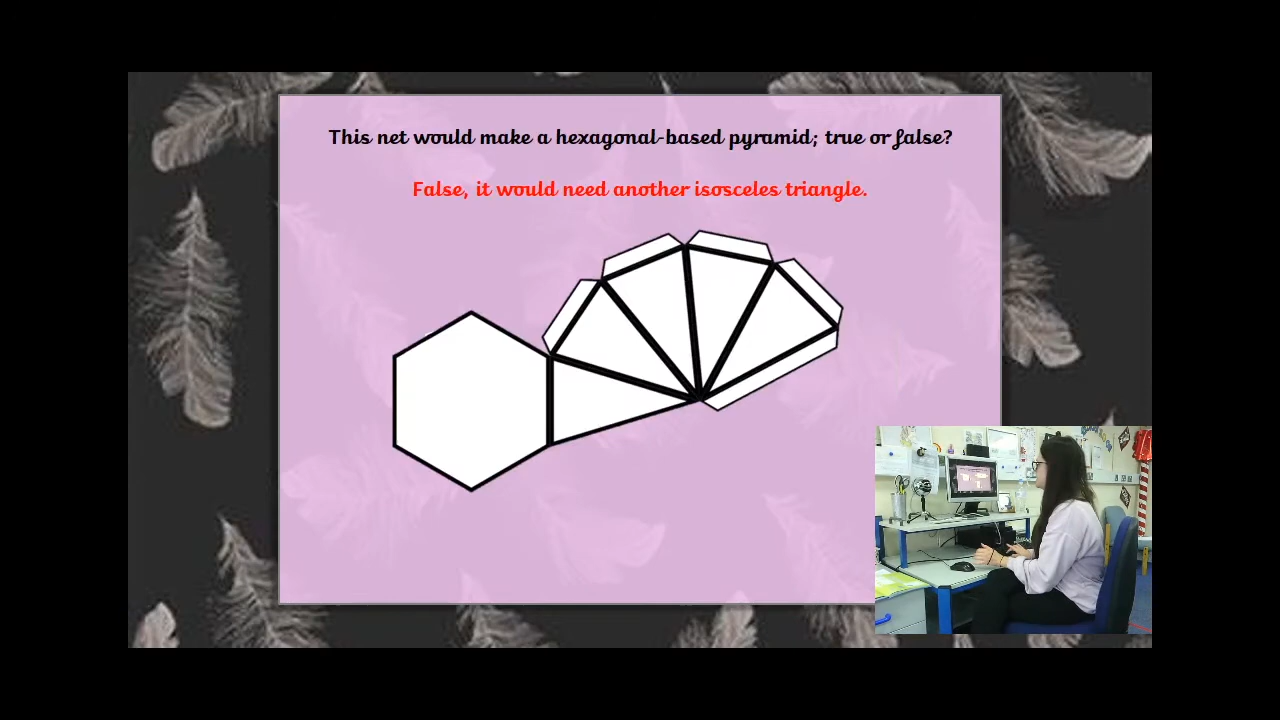 This net would make a hexagonal-based pyramid; true or false?
False, it would need another isosceles triangle.